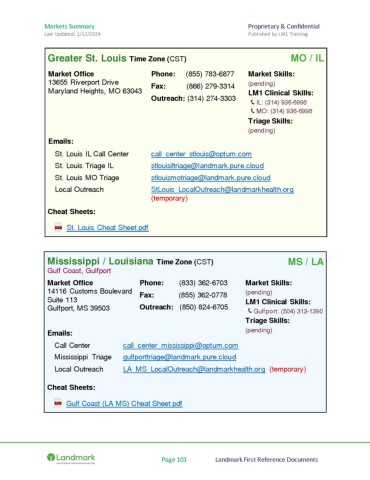 Markets Summary
Proprietary & Confidential
Last Updated: 1/12/2024
Published by LM1 Training
Greater St. Louis Time Zone (CST)
MO / IL
Market Office
13655 Riverport Drive
Maryland Heights, MO 63043
Phone: (855) 783-6877
Fax: (866) 279-3314
Outreach: (314) 274-3303
Market Skills:
(pending)
LM1 Clinical Skills:
IL: (314) 936-6998
MO: (314) 936-6998
Triage Skills:
(pending)
Emails:
St. Louis IL Call Center call_center_stlouis@optum.com
St. Louis Triage IL stlouisiltriage@landmark.pure.cloud
St. Louis MO Triage stlouismotriage@landmark.pure.cloud
Local Outreach StLouis_LocalOutreach@landmarkhealth.org
(temporary)
Cheat Sheets:
St. Louis Cheat Sheet.pdf
Mississippi / Louisiana Time Zone (CST)
MS / LA
Gulf Coast, Gulfport
Market Office
14116 Customs Boulevard
Suite 113
Gulfport, MS 39503
Phone: (833) 362-6703
Fax: (855) 362-0778
Outreach: (850) 824-6705
Market Skills:
(pending)
LM1 Clinical Skills:
Gulfport: (504) 313-1390
Triage Skills:
(pending)
Emails:
Call Center call_center_mississippi@optum.com
Mississippi Triage gulfporttriage@landmark.pure.cloud
Local Outreach LA_MS_LocalOutreach@landmarkhealth.org (temporary)
Cheat Sheets:
Gulf Coast (LA MS) Cheat Sheet.pdf
Landmark
Page 101
Landmark First Reference Documents